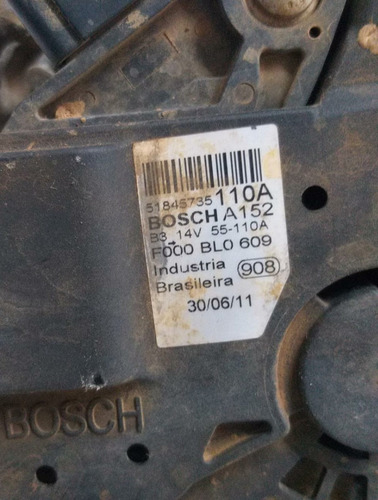 51845735 110A
BOSCH A152
B3 14V 55-110A
F000 BL0 609
Industria
Brasileira 908
30/06/11
BOSCH